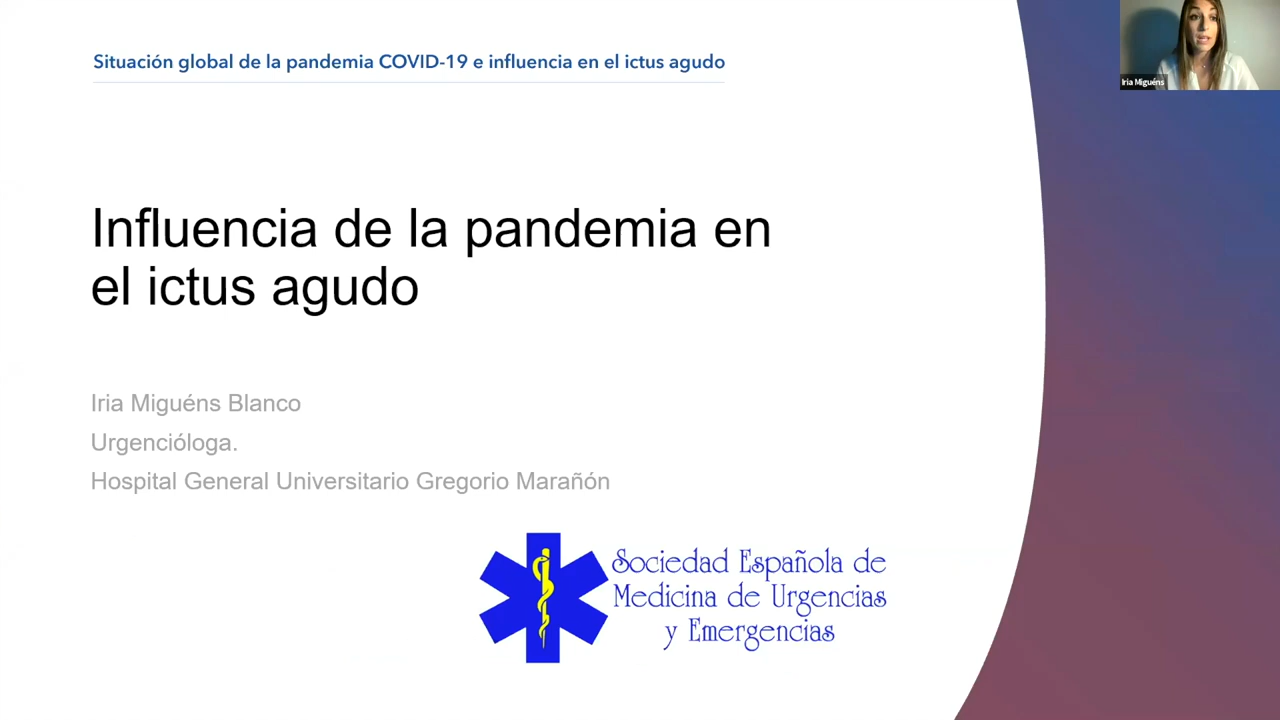 Situación global de la pandemia COVID-19 e influencia en el ictus agudo
Iria Miguéns
Influencia de la pandemia en
el ictus agudo
Iria Miguéns Blanco
Urgencióloga.
Hospital General Universitario Gregorio Marañón
Sociedad Española de
Medicina de Urgencias
y Emergencias